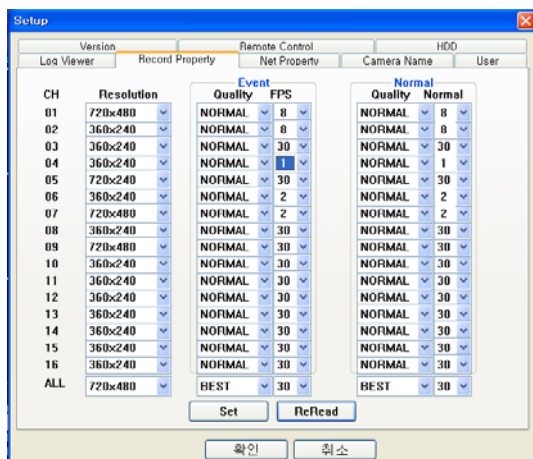 Setup
Version Remote Control HDD
Log Viewer Record Property Net Property Camera Name User
Event Normal
CH Resolution Quality FPS Quality Normal
01 720x480 NORMAL 8 NORMAL 8
02 360x240 NORMAL 8 NORMAL 8
03 360x240 NORMAL 30 NORMAL 30
04 360x240 NORMAL 1 NORMAL 1
05 720x240 NORMAL 30 NORMAL 30
06 360x240 NORMAL 2 NORMAL 2
07 720x480 NORMAL 2 NORMAL 2
08 360x240 NORMAL 30 NORMAL 30
09 720x480 NORMAL 30 NORMAL 30
10 360x240 NORMAL 30 NORMAL 30
11 360x240 NORMAL 30 NORMAL 30
12 360x240 NORMAL 30 NORMAL 30
13 360x240 NORMAL 30 NORMAL 30
14 360x240 NORMAL 30 NORMAL 30
15 360x240 NORMAL 30 NORMAL 30
16 360x240 NORMAL 30 NORMAL 30
ALL 720x480 BEST 30 BEST 30
Set ReRead
확인 취소